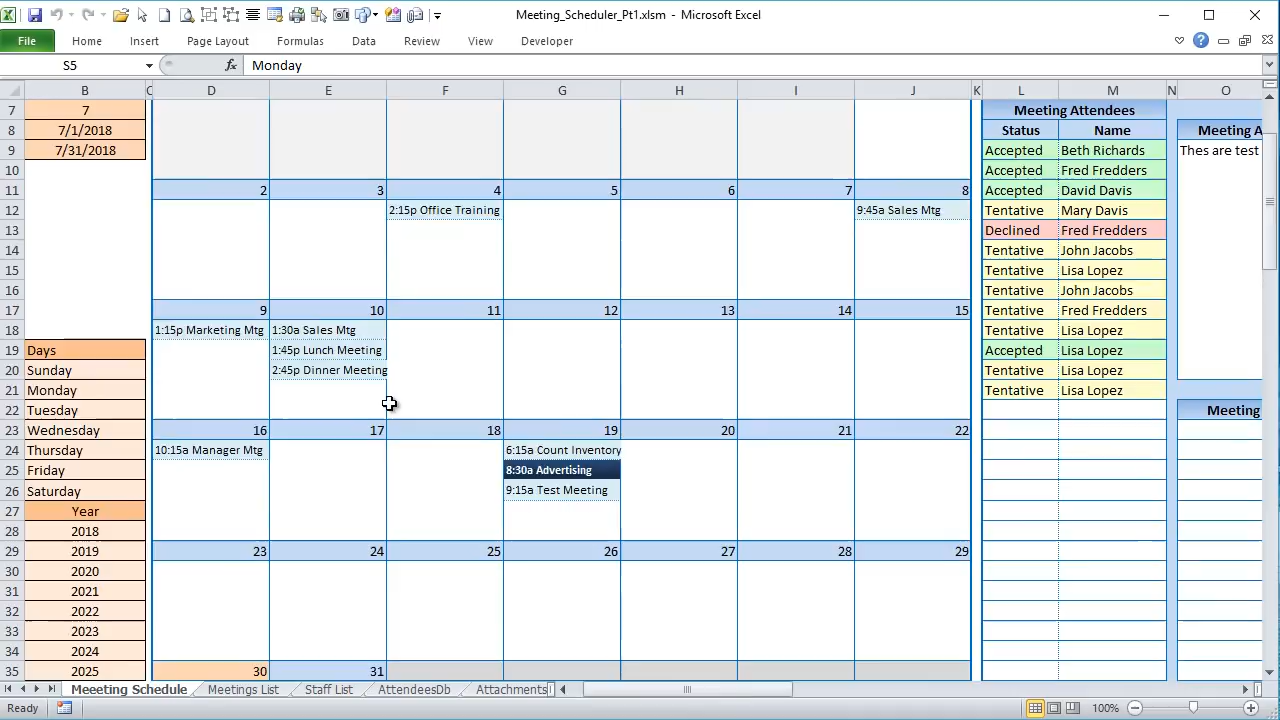 Meeting_Scheduler_Pt1.xlsm - Microsoft Excel
File Home Insert Page Layout Formulas Data Review View Developer
S5 fx Monday
B C D E F G H I J K L M N O
7 7 Meeting Attendees
8 7/1/2018 Status Name Meeting A
9 7/31/2018 Accepted Beth Richards Thes are test
10 Accepted Fred Fredders
11 2 3 4 5 6 7 8 Accepted David Davis
12 2:15p Office Training 9:45a Sales Mtg Tentative Mary Davis
13 Declined Fred Fredders
14 Tentative John Jacobs
15 Tentative Lisa Lopez
16 Tentative John Jacobs
17 9 10 11 12 13 14 15 Tentative Fred Fredders
18 1:15p Marketing Mtg 1:30a Sales Mtg Tentative Lisa Lopez
19 Days 1:45p Lunch Meeting Accepted Lisa Lopez
20 Sunday 2:45p Dinner Meeting Tentative Lisa Lopez
21 Monday Tentative Lisa Lopez
22 Tuesday Meeting
23 Wednesday 16 17 18 19 20 21 22
24 Thursday 10:15a Manager Mtg 6:15a Count Inventory
25 Friday 8:30a Advertising
26 Saturday 9:15a Test Meeting
27 Year
28 2018
29 2019 23 24 25 26 27 28 29
30 2020
31 2021
32 2022
33 2023
34 2024
35 2025 30 31
Meeeting Schedule Meetings List Staff List AttendeesDb Attachments
Ready 100%